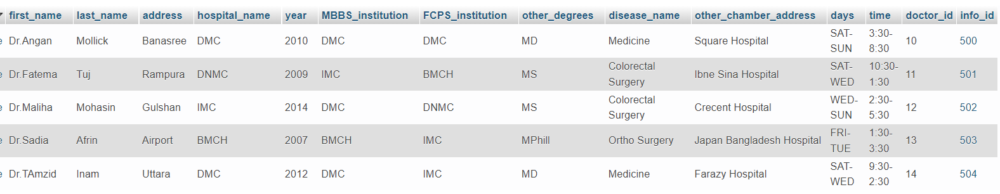 first_name last_name address hospital_name year MBBS_institution FCPS_institution other_degrees disease_name other_chamber_address days time doctor_id info_id
e Dr.Angan Mollick Banasree DMC 2010 DMC DMC MD Medicine Square Hospital SAT-SUN 3:30-8:30 10 500
e Dr.Fatema Tuj Rampura DNMC 2009 IMC BMCH MS Colorectal Surgery Ibne Sina Hospital SAT-WED 10:30-1:30 11 501
e Dr.Maliha Mohasin Gulshan IMC 2014 DMC DNMC MS Colorectal Surgery Crecent Hospital WED-SUN 2:30-5:30 12 502
e Dr.Sadia Afrin Airport BMCH 2007 BMCH IMC MPhill Ortho Surgery Japan Bangladesh Hospital FRI-TUE 1:30-3:30 13 503
e Dr.TAmzid Inam Uttara DMC 2012 DMC IMC MD Medicine Farazy Hospital SAT-WED 9:30-2:30 14 504